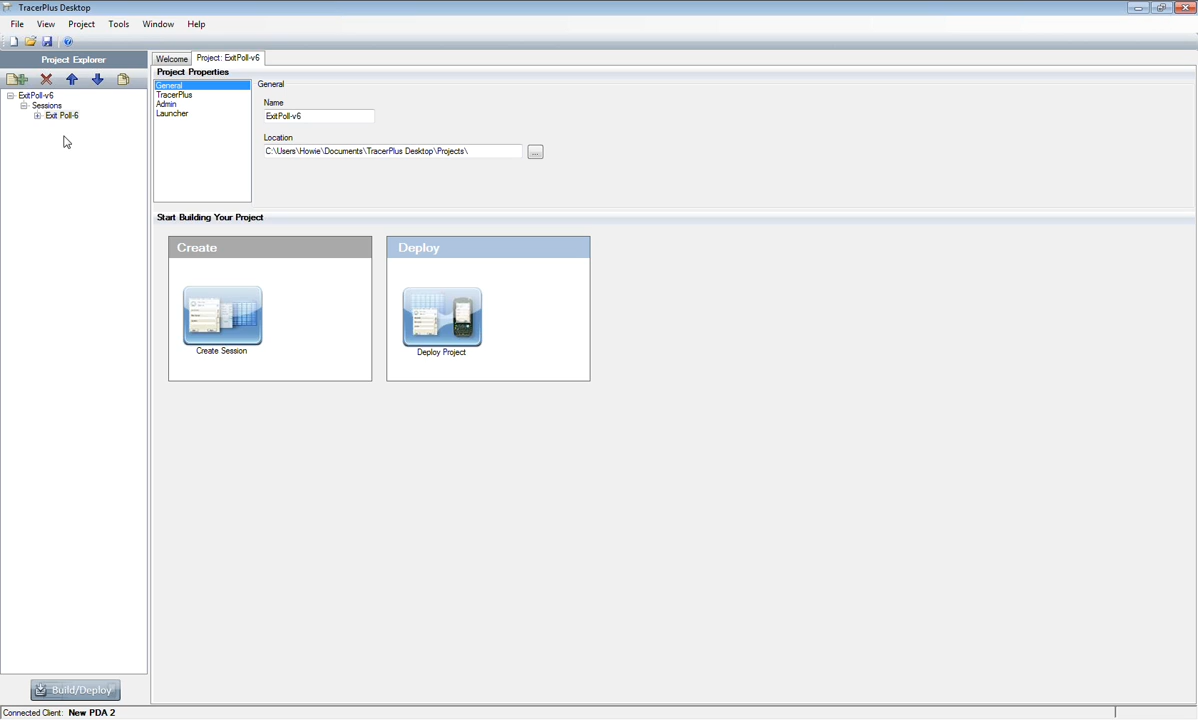 TracerPlus Desktop
File View Project Tools Window Help
Project Explorer
Welcome Project: ExitPoll-v6
Project Properties
ExitPoll-v6
Sessions
Exit Poll-6
General
TracerPlus
Admin
Launcher
General
Name
ExitPoll-v6
Location
C:\Users\Howie\Documents\TracerPlus Desktop\Projects\
...
Start Building Your Project
Create
Create Session
Deploy
Deploy Project
Build/Deploy
Connected Client: New PDA 2